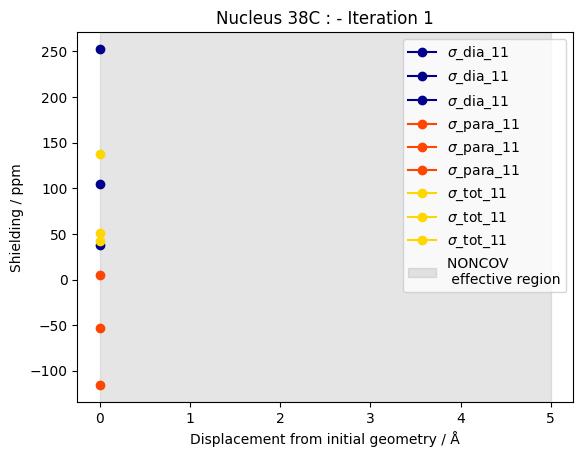 Nucleus 38C : - Iteration 1
Shielding / ppm
250
200
150
100
50
0
−50
−100
σ_dia_11
σ_dia_11
σ_dia_11
σ_para_11
σ_para_11
σ_para_11
σ_tot_11
σ_tot_11
σ_tot_11
NONCOV
effective region
0 1 2 3 4 5
Displacement from initial geometry / Å